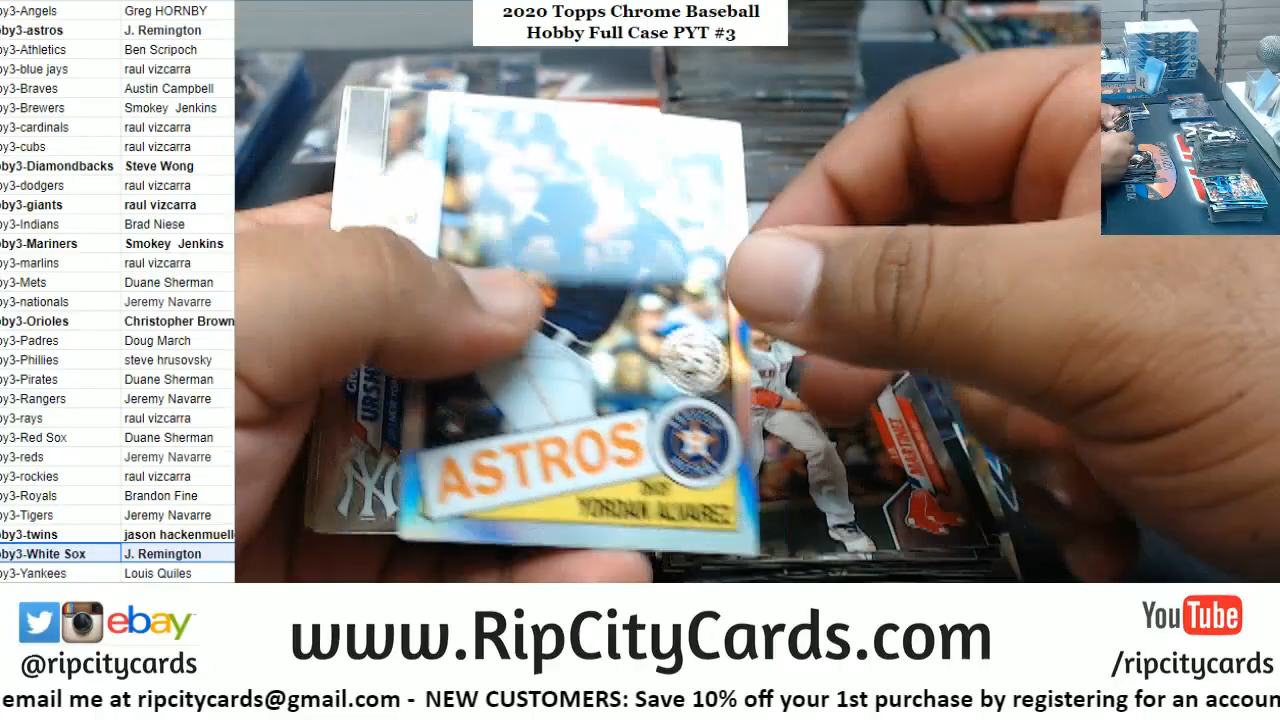 2020 Topps Chrome Baseball
Hobby Full Case PYT #3
by3-Angels Greg HORNBY
by3-astros J. Remington
by3-Athletics Ben Scripoch
by3-blue jays raul vizcarra
by3-Braves Austin Campbell
by3-Brewers Smokey Jenkins
by3-cardinals raul vizcarra
by3-cubs raul vizcarra
by3-Diamondbacks Steve Wong
by3-dodgers raul vizcarra
by3-giants raul vizcarra
by3-Indians Brad Niese
by3-Mariners Smokey Jenkins
by3-marlins raul vizcarra
by3-Mets Duane Sherman
by3-nationals Jeremy Navarre
by3-Orioles Christopher Brown
by3-Padres Doug March
by3-Phillies steve hrusovsky
by3-Pirates Duane Sherman
by3-Rangers Jeremy Navarre
by3-rays raul vizcarra
by3-Red Sox Duane Sherman
by3-reds Jeremy Navarre
by3-rockies raul vizcarra
by3-Royals Brandon Fine
by3-Tigers Jeremy Navarre
by3-twins jason hackenmuell
by3-White Sox J. Remington
by3-Yankees Louis Quiles
ASTROS
YORDAN ALVAREZ
URSH
MARTINEZ
ebay
@ripcitycards
www.RipCityCards.com
YouTube
/ripcitycards
email me at ripcitycards@gmail.com - NEW CUSTOMERS: Save 10% off your 1st purchase by registering for an accoun